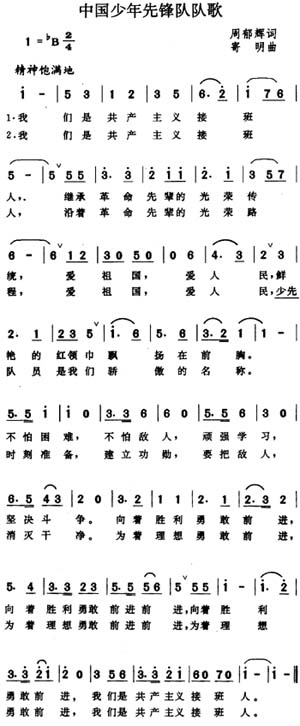 中国少年先锋队队歌
1=♭B 2/4
周郁辉词
寄明曲
精神饱满地
i - | 5 3 | 1 1 2 | 3 5 | 6. 2 | i 7 6 |
1.我 们 是 共 产 主 义 接 班
2.我 们 是 共 产 主 义 接 班
5 - | 5 5 5 | 3. 3 | 2 i i | 2. i | 3 5 7 |
人, 继承 革 命 先辈的 光 荣 传
人, 沿着 革 命 先辈的 光 荣 路
6 - | 6 1 2 | 3 0 5 0 | 0 6 | 4. 3 | 2 3
统, 爱 祖 国, 爱 人 民,鲜
程, 爱 祖 国, 爱 人 民,少先
2. 1 | 2 3 5 | i. 6 | 5. 6 | 3. 2 1 | 1 -
艳 的 红领巾 飘 扬 在 前 胸。
队 员 是我们 骄 傲 的 名 称。
5. 5 i | i 0 | 3. 3 6 | 6 0 | 5. 5 6 | 3 0 |
不怕困 难, 不怕敌 人, 顽强学 习,
时刻准 备, 建立功 勋, 要把敌 人,
6. 5 4 3 | 2 0 | 3. 3 2 3 | i 1 | 2. 3 | 2 - |
坚决斗 争。 向着胜利 勇敢 前 进,
消灭干 净。 为着理想 勇敢 前 进,
5. 4 | 3. 3 2 3 | 5. 5 5 6 | 5 5 5 | i - | i. 2 |
向 着 胜利勇敢 前进前 进,向着 胜 利
为 着 理想勇敢 前进前 进,为着 理 想
3. 3 2 i | 5. 5 | 3. 5 | 3. 3 2 i | 6 0 7 0 | i - | i - ‖
勇敢前 进, 我们是 共 产 主义 接 班 人。
勇敢前 进, 我们是 共 产 主义 接 班 人。